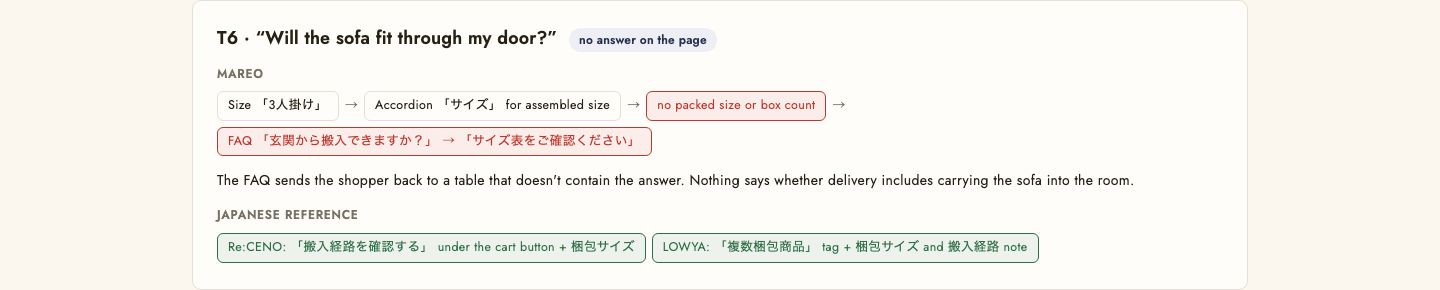 T6 · “Will the sofa fit through my door?” no answer on the page
MAREO
Size 「3人掛け」 → Accordion 「サイズ」 for assembled size → no packed size or box count →
FAQ 「玄関から搬入できますか？」 → 「サイズ表をご確認ください」
The FAQ sends the shopper back to a table that doesn't contain the answer. Nothing says whether delivery includes carrying the sofa into the room.
JAPANESE REFERENCE
Re:CENO: 「搬入経路を確認する」 under the cart button + 梱包サイズ LOWYA: 「複数梱包商品」 tag + 梱包サイズ and 搬入経路 note